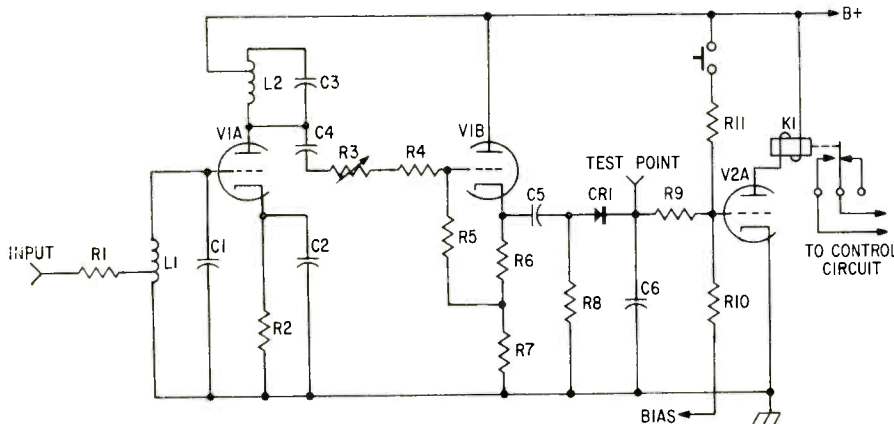 B+
L2
C3
K1
V1A
C4
R11
R3
R4
V1B
TEST POINT
V2A
C5
CR1
R9
C1
C2
R5
R6
INPUT
R1
L1
R8
C6
R10
TO CONTROL
CIRCUIT
R2
R7
BIAS